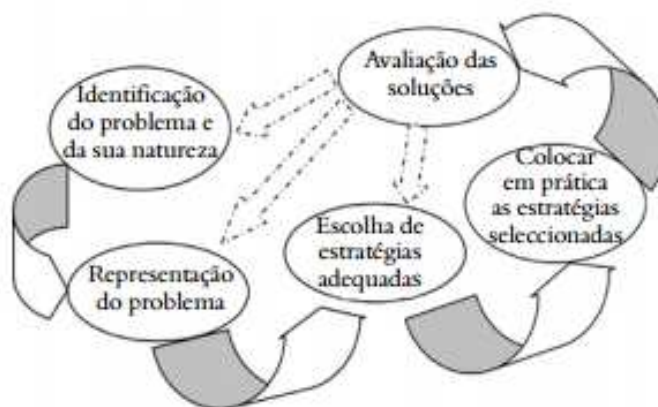 Identificação
do problema e
da sua natureza
Representação
do problema
Escolha de
estratégias
adequadas
Colocar
em prática
as estratégias
seleccionadas
Avaliação das
soluções